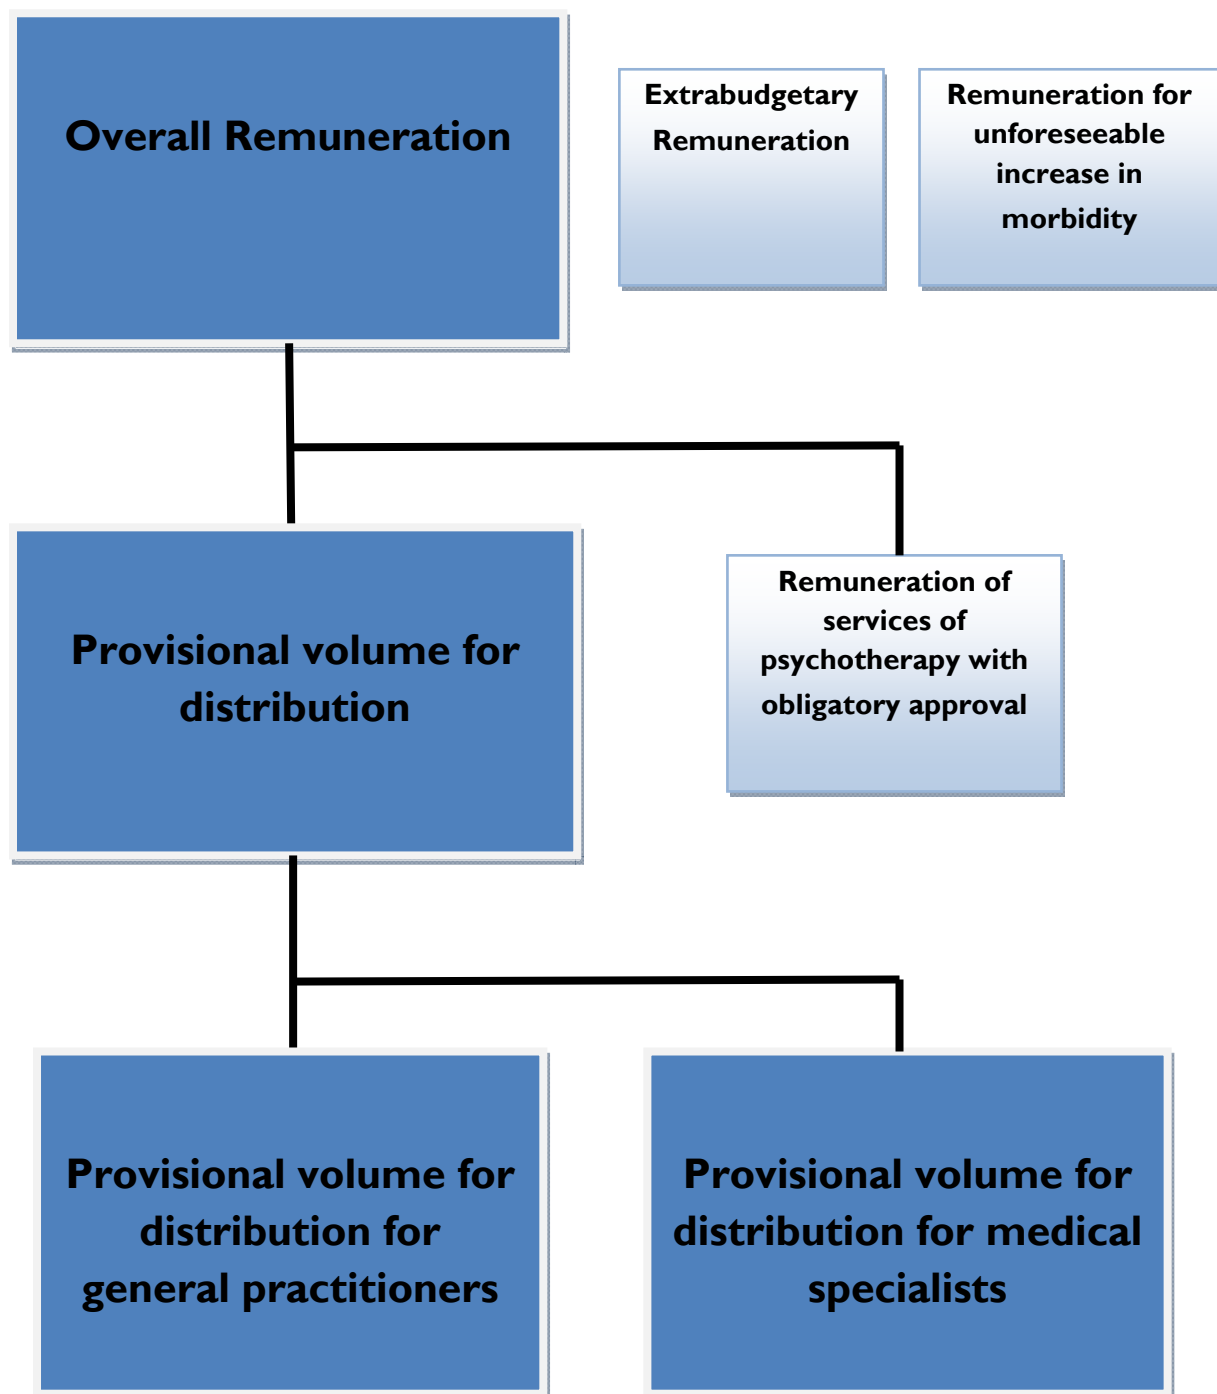 Overall Remuneration
Extrabudgetary
Remuneration
Remuneration for
unforeseeable
increase in
morbidity
Provisional volume for
distribution
Remuneration of
services of
psychotherapy with
obligatory approval
Provisional volume for
distribution for
general practitioners
Provisional volume for
distribution for medical
specialists